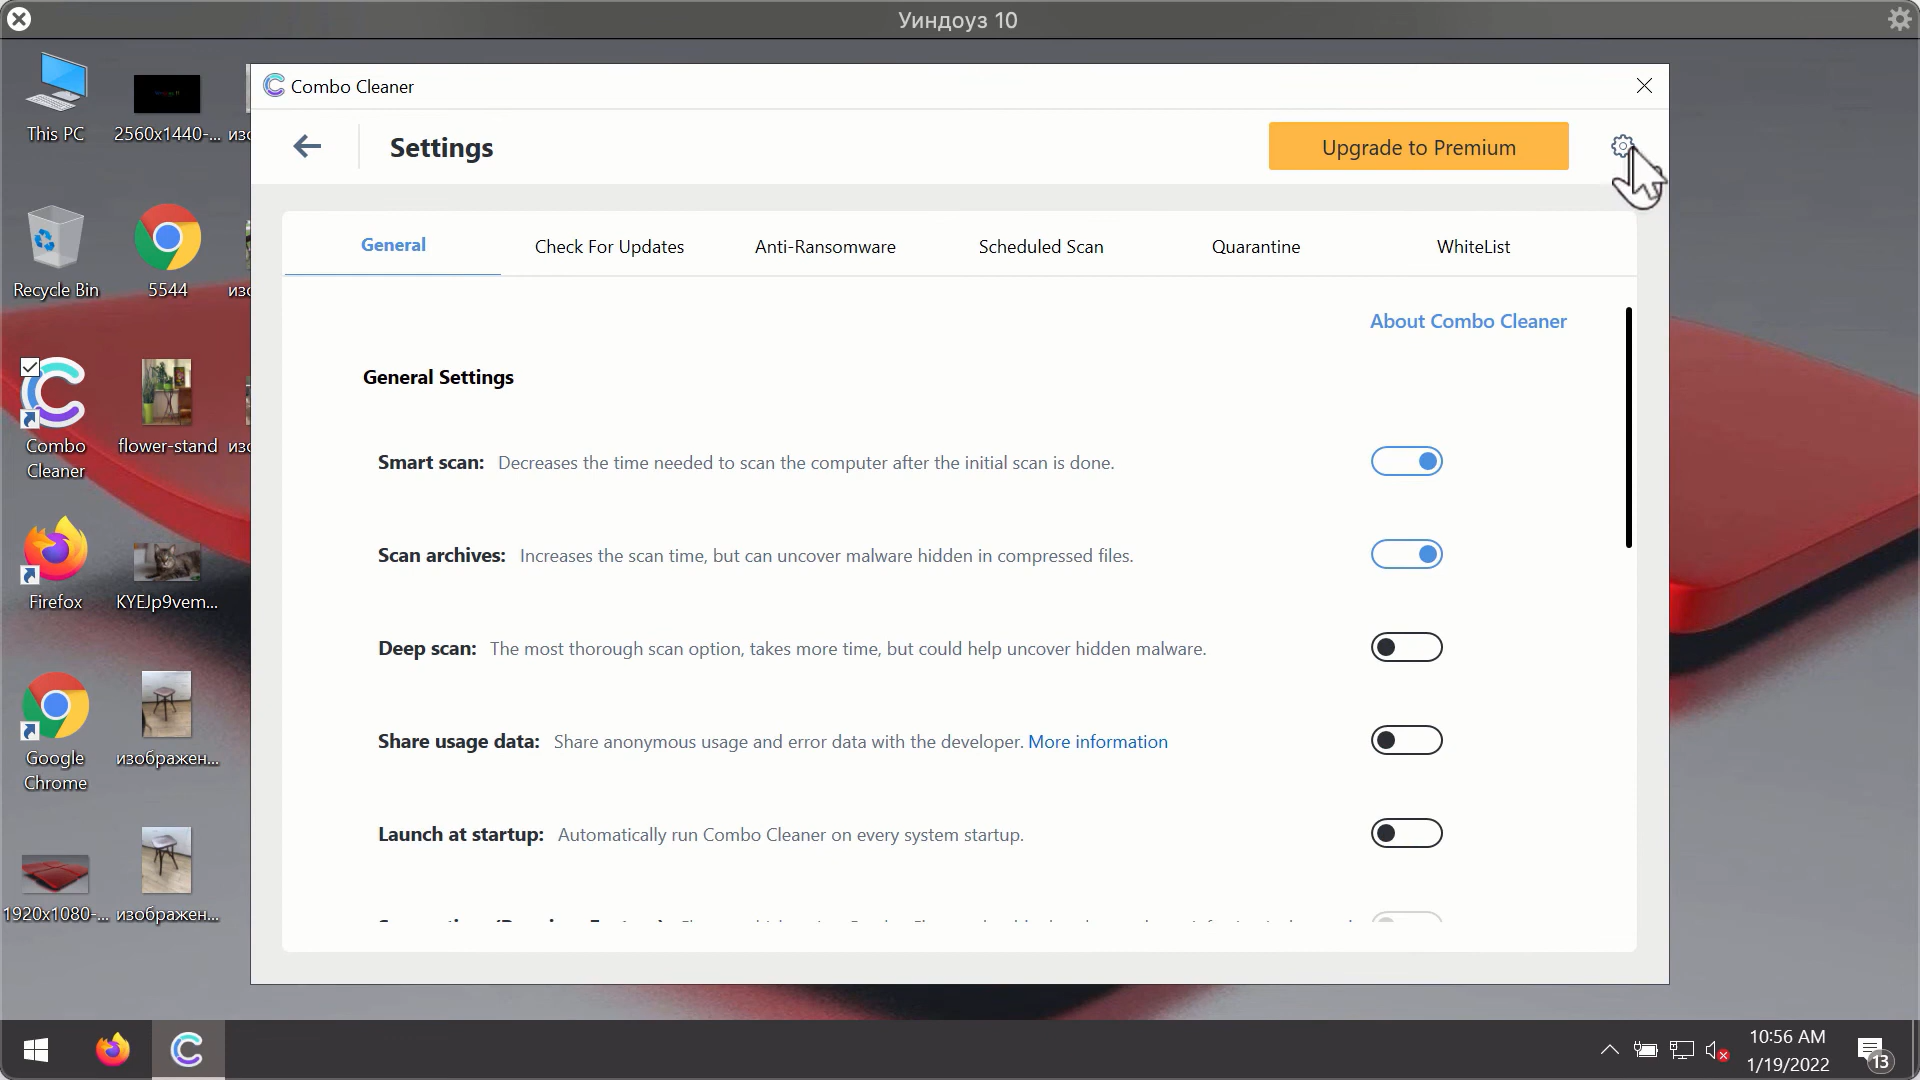 Уиндоуз 10
This PC
2560x1440-...
изс
Recycle Bin
5544
изс
Combo
Cleaner
flower-stand
изс
Firefox
KYEJp9vem...
Google
Chrome
изображен...
1920x1080-...
изображен...
Combo Cleaner
Settings
Upgrade to Premium
General
Check For Updates
Anti-Ransomware
Scheduled Scan
Quarantine
WhiteList
About Combo Cleaner
General Settings
Smart scan: Decreases the time needed to scan the computer after the initial scan is done.
Scan archives: Increases the scan time, but can uncover malware hidden in compressed files.
Deep scan: The most thorough scan option, takes more time, but could help uncover hidden malware.
Share usage data: Share anonymous usage and error data with the developer. More information
Launch at startup: Automatically run Combo Cleaner on every system startup.
10:56 AM
1/19/2022
13